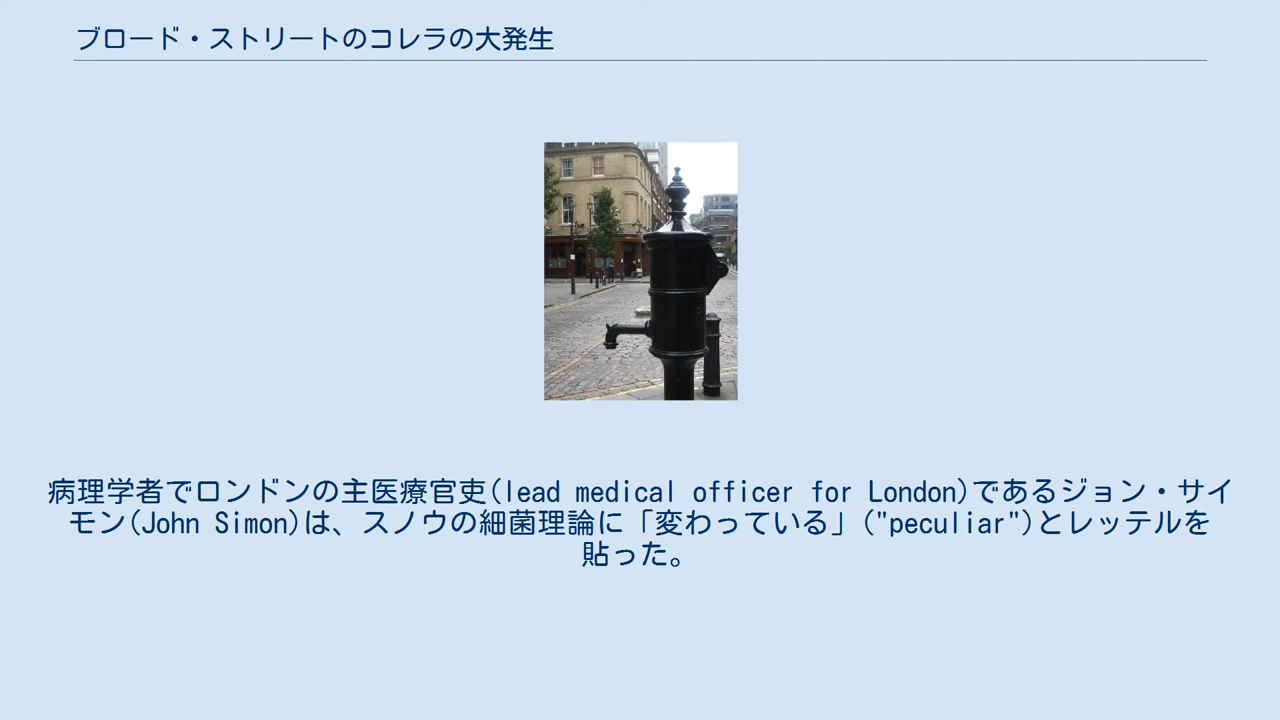 ブロード・ストリートのコレラの大発生
病理学者でロンドンの主医療官吏(lead medical officer for London)であるジョン・サイ
モン(John Simon)は、スノウの細菌理論に「変わっている」("peculiar")とレッテルを
貼った。